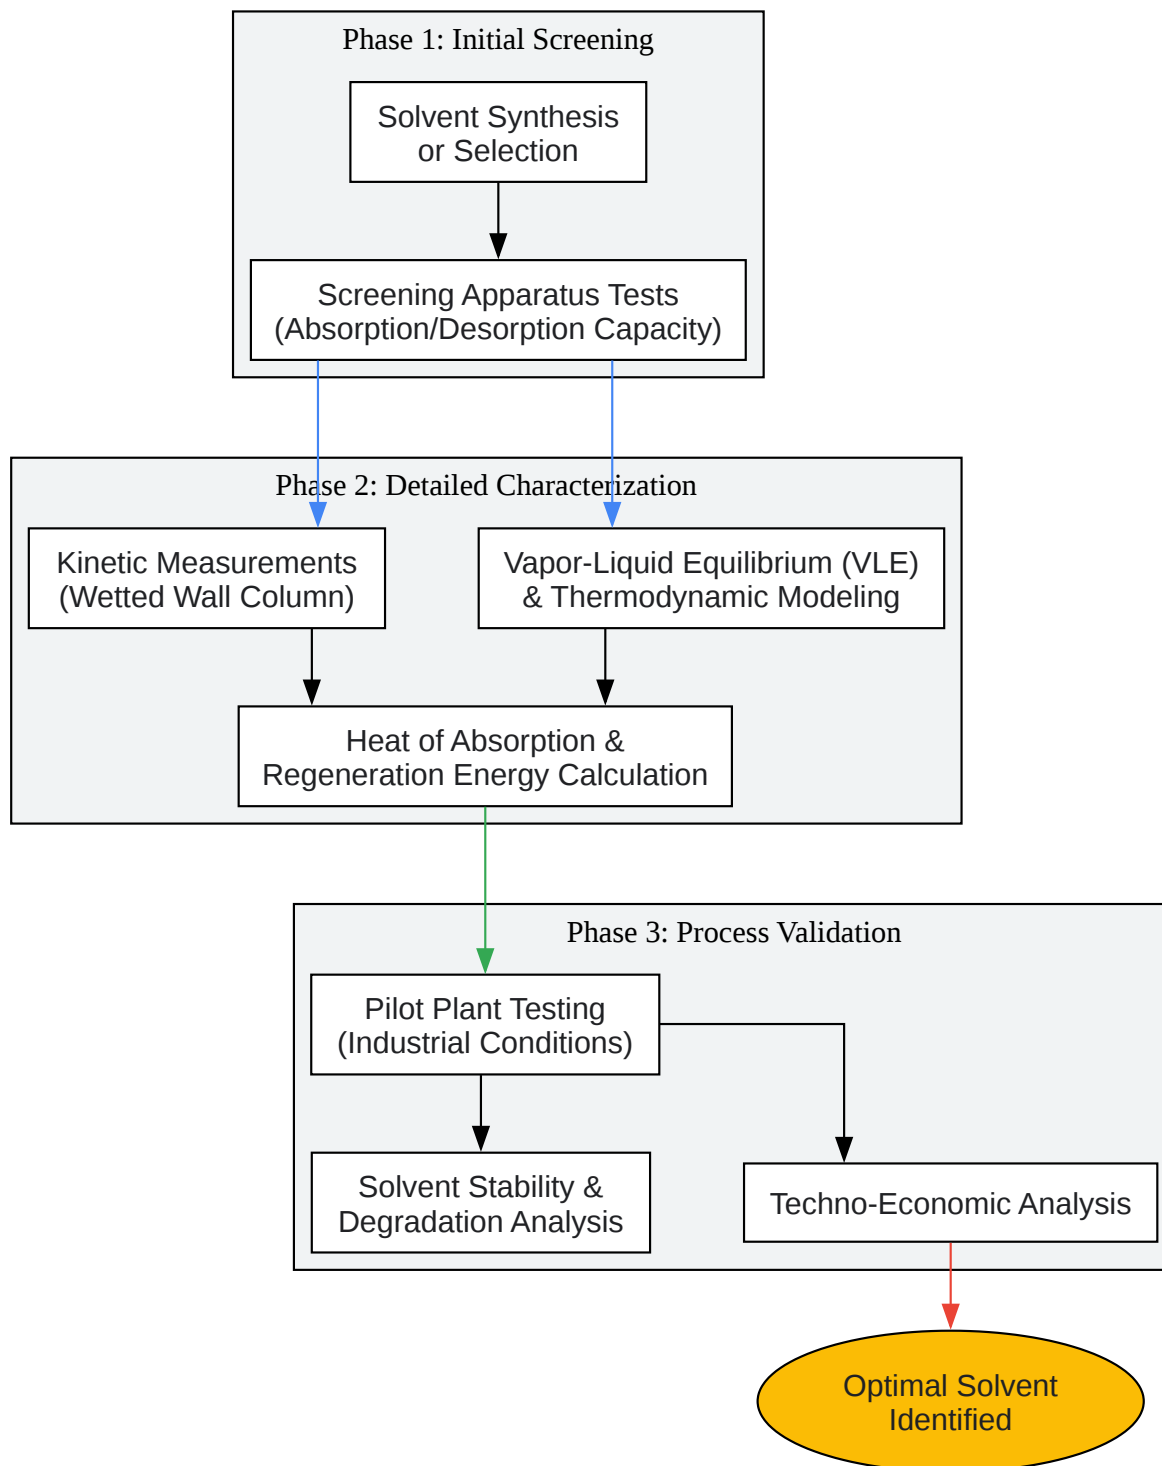 Phase 1: Initial Screening
Solvent Synthesis
or Selection
Screening Apparatus Tests
(Absorption/Desorption Capacity)
Phase 2: Detailed Characterization
Kinetic Measurements
(Wetted Wall Column)
Vapor-Liquid Equilibrium (VLE)
& Thermodynamic Modeling
Heat of Absorption &
Regeneration Energy Calculation
Phase 3: Process Validation
Pilot Plant Testing
(Industrial Conditions)
Solvent Stability &
Degradation Analysis
Techno-Economic Analysis
Optimal Solvent
Identified